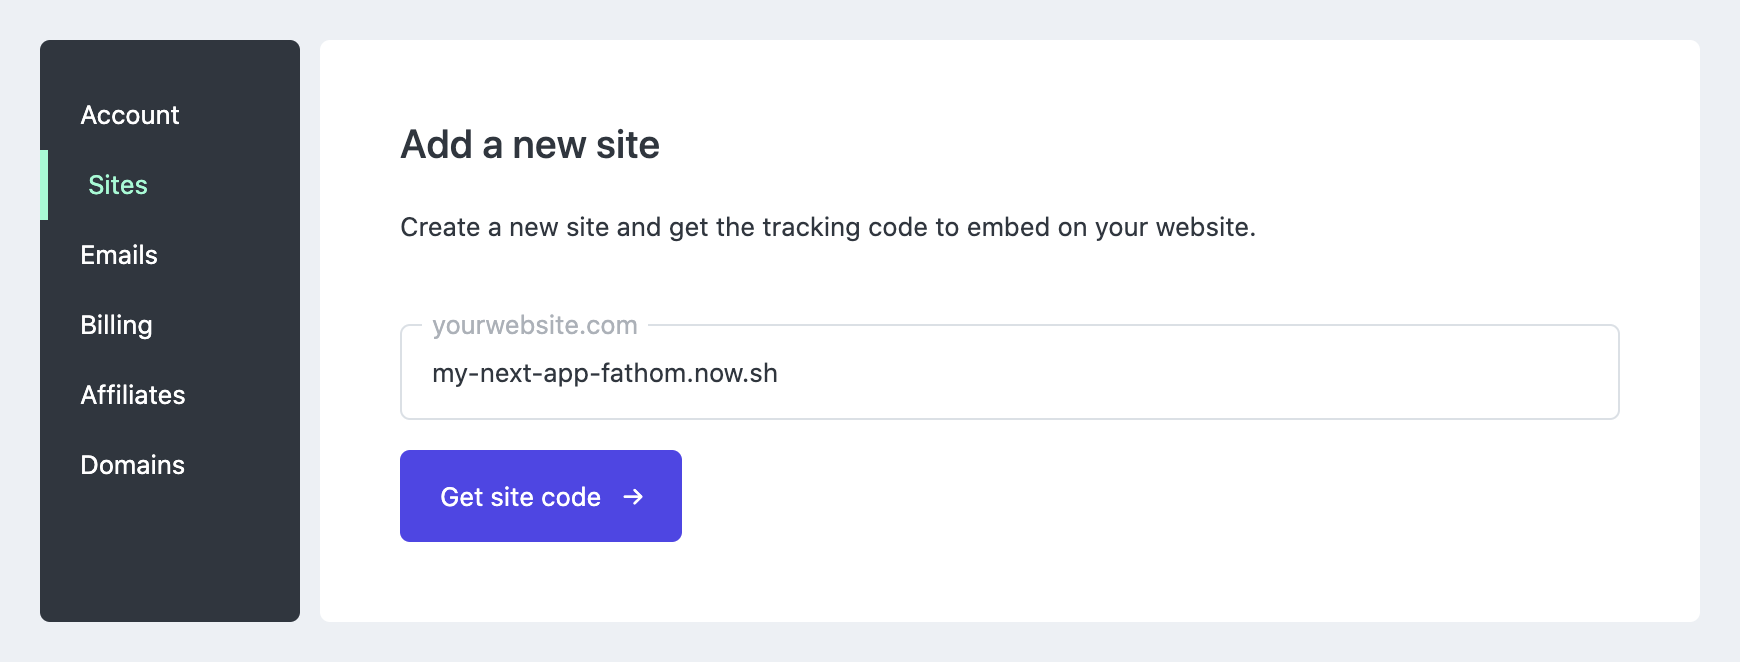 Account
Sites
Emails
Billing
Affiliates
Domains
Add a new site
Create a new site and get the tracking code to embed on your website.
yourwebsite.com
my-next-app-fathom.now.sh
Get site code →